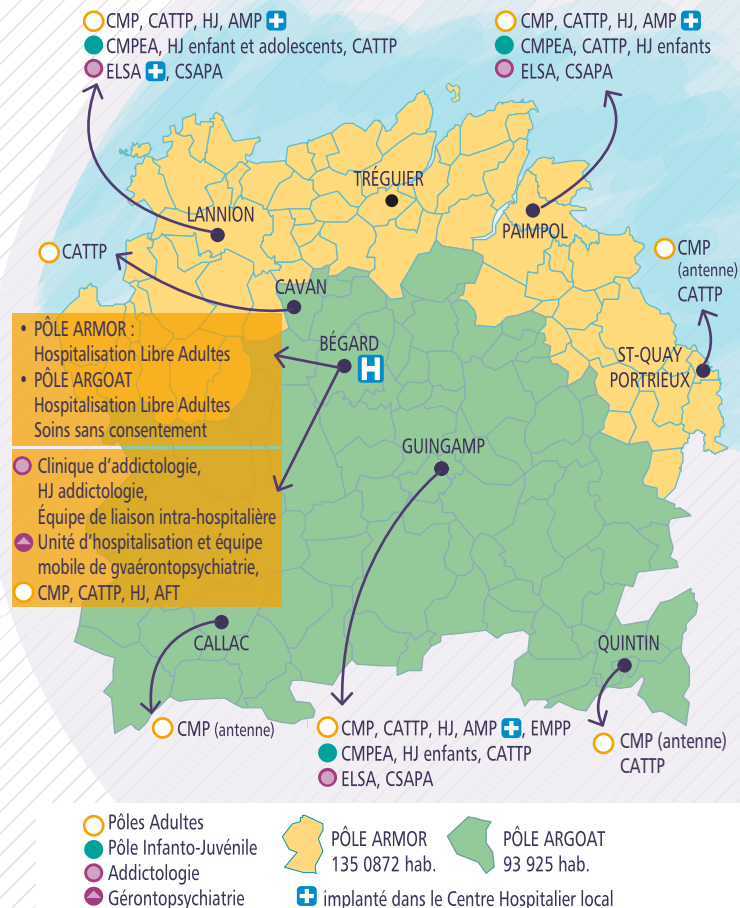 CMP, CATTP, HJ, AMP
CMPEA, HJ enfant et adolescents, CATTP
ELSA , CSAPA
CMP, CATTP, HJ, AMP
CMPEA, CATTP, HJ enfants
ELSA, CSAPA
TRÉGUIER
LANNION
PAIMPOL
CATTP
CMP
(antenne)
CATTP
CAVAN
• PÔLE ARMOR :
Hospitalisation Libre Adultes
• PÔLE ARGOAT
Hospitalisation Libre Adultes
Soins sans consentement
BÉGARD
H
ST-QUAY
PORTRIEUX
GUINGAMP
Clinique d'addictologie,
HJ addictologie,
Équipe de liaison intra-hospitalière
Unité d'hospitalisation et équipe
mobile de gvaérontopsychiatrie,
CMP, CATTP, HJ, AFT
CALLAC
QUINTIN
CMP (antenne)
CMP, CATTP, HJ, AMP , EMPP
CMPEA, HJ enfants, CATTP
ELSA, CSAPA
CMP (antenne)
CATTP
Pôles Adultes
Pôle Infanto-Juvénile
Addictologie
Gérontopsychiatrie
PÔLE ARMOR
135 0872 hab.
PÔLE ARGOAT
93 925 hab.
implanté dans le Centre Hospitalier local